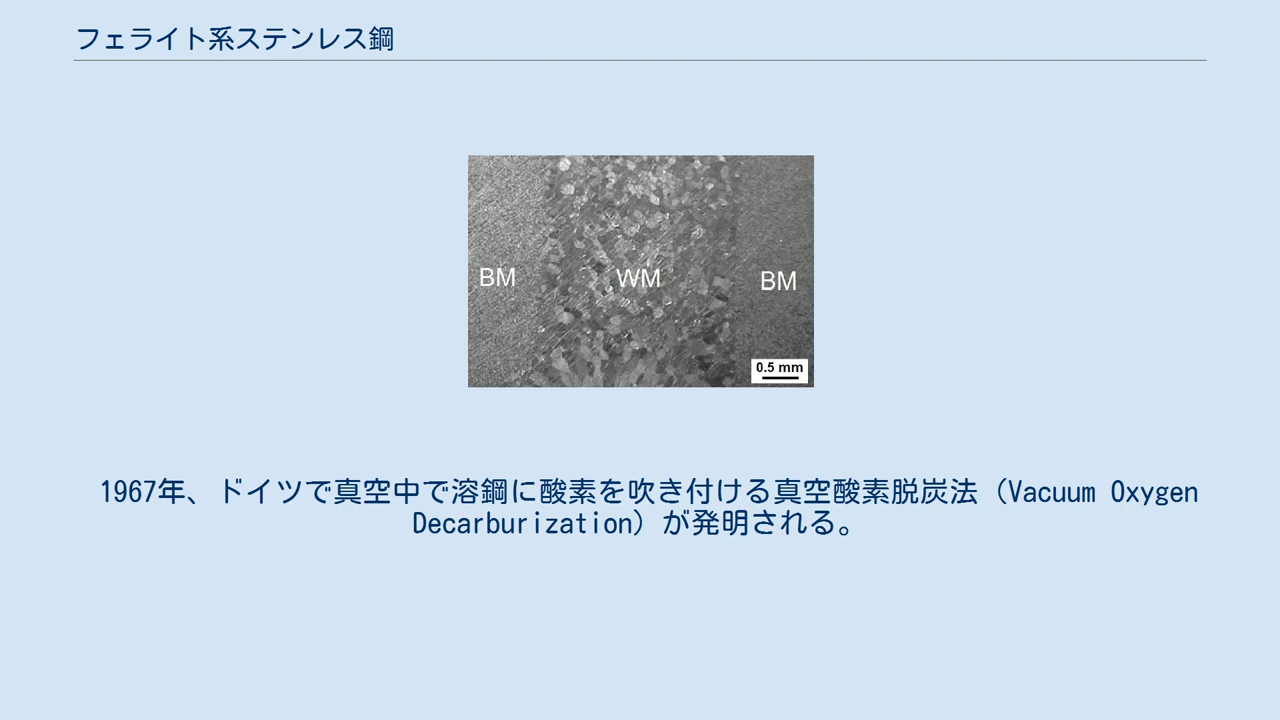 フェライト系ステンレス鋼
BM
WM
BM
0.5 mm
1967年、ドイツで真空中で溶鋼に酸素を吹き付ける真空酸素脱炭法（Vacuum Oxygen
Decarburization）が発明される。